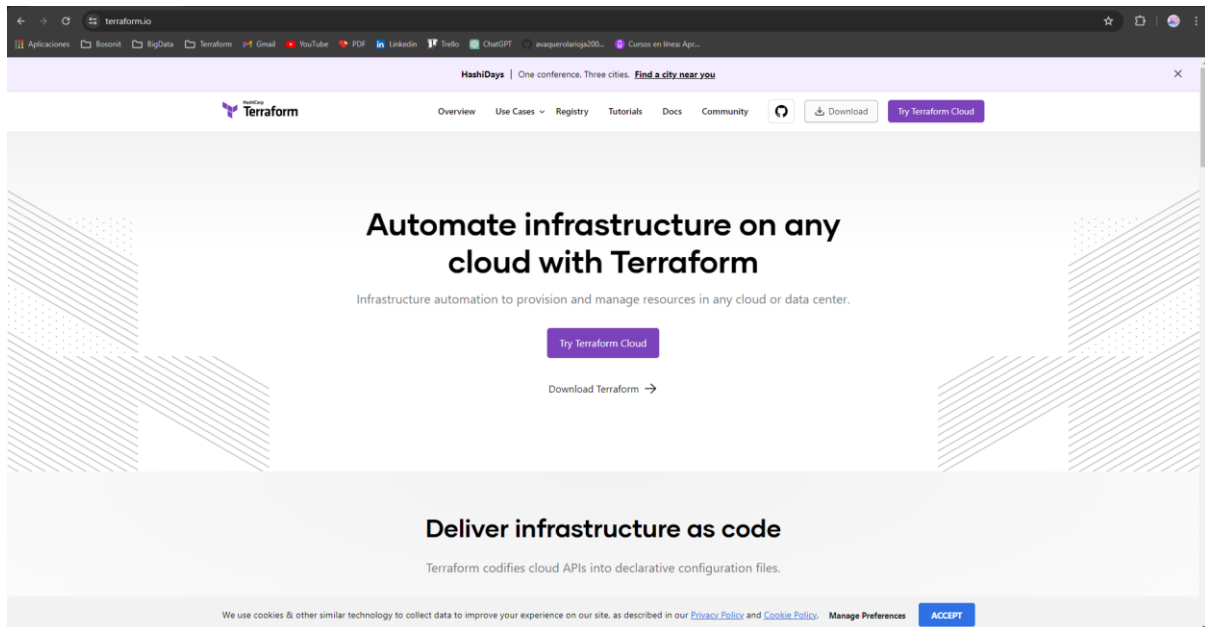 terraform.io
Aplicaciones Bosonit BigData Terraform Gmail YouTube PDF Linkedin Trello ChatGPT avaquerolarioja200... Cursos en línea: Apr...
HashiDays | One conference. Three cities. Find a city near you
HashiCorp
Terraform Overview Use Cases Registry Tutorials Docs Community Download Try Terraform Cloud
Automate infrastructure on any
cloud with Terraform
Infrastructure automation to provision and manage resources in any cloud or data center.
Try Terraform Cloud
Download Terraform →
Deliver infrastructure as code
Terraform codifies cloud APIs into declarative configuration files.
We use cookies & other similar technology to collect data to improve your experience on our site, as described in our Privacy Policy and Cookie Policy. Manage Preferences ACCEPT